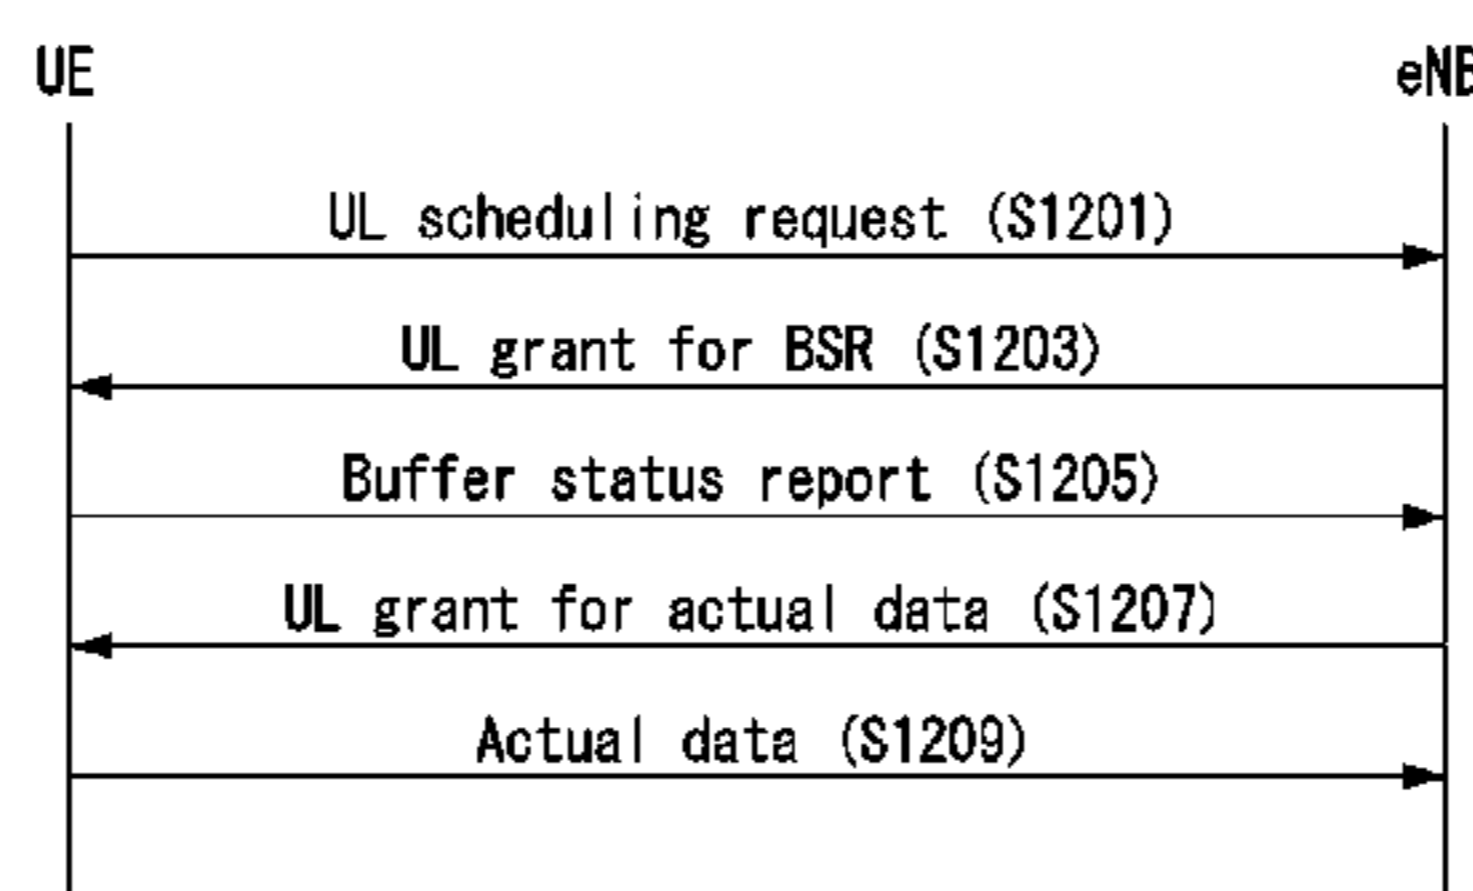 UE eNB
UL scheduling request (S1201)
UL grant for BSR (S1203)
Buffer status report (S1205)
UL grant for actual data (S1207)
Actual data (S1209)